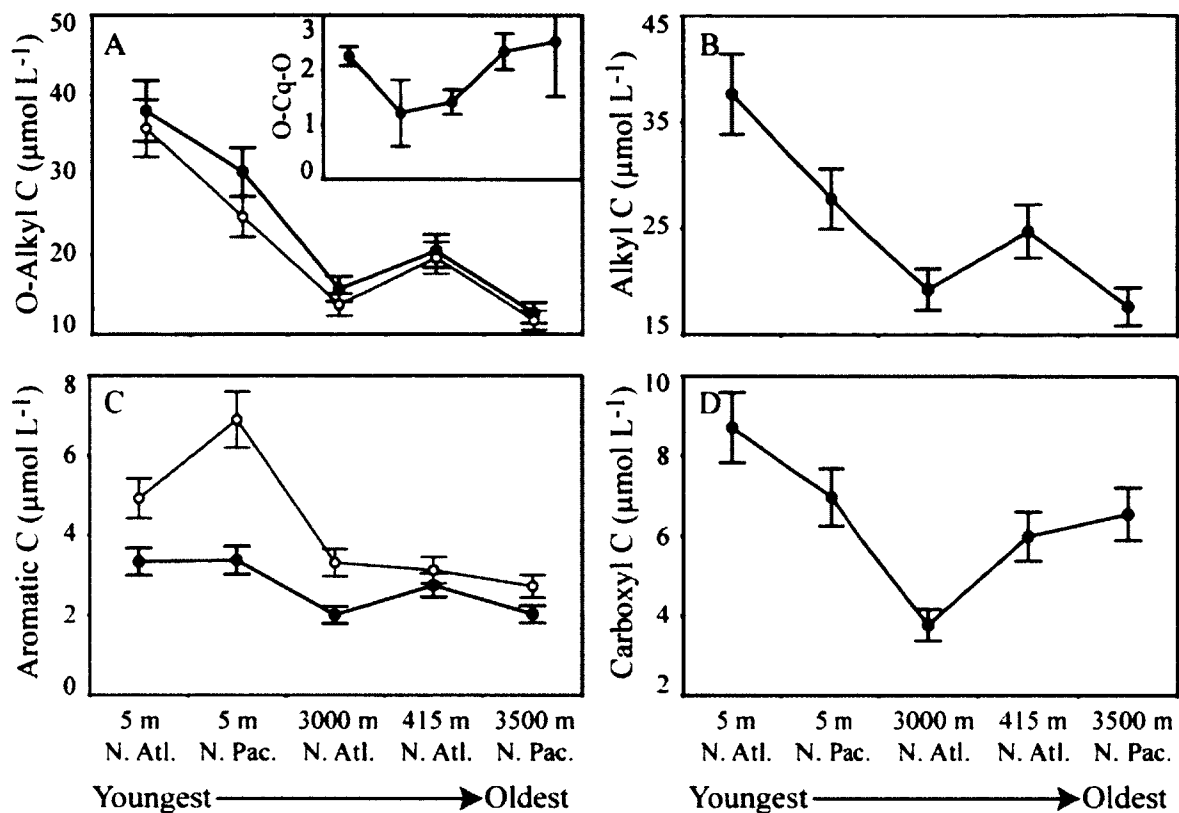 A
O-Alkyl C (µmol L-1)
50
40
30
20
10
O-Cq-O
3
2
1
0
B
Alkyl C (µmol L-1)
45
35
25
15
C
Aromatic C (µmol L-1)
8
6
4
2
0
D
Carboxyl C (µmol L-1)
10
8
6
4
2
5 m 5 m 3000 m 415 m 3500 m
N. Atl. N. Pac. N. Atl. N. Atl. N. Pac.
Youngest Oldest
5 m 5 m 3000 m 415 m 3500 m
N. Atl. N. Pac. N. Atl. N. Atl. N. Pac.
Youngest Oldest